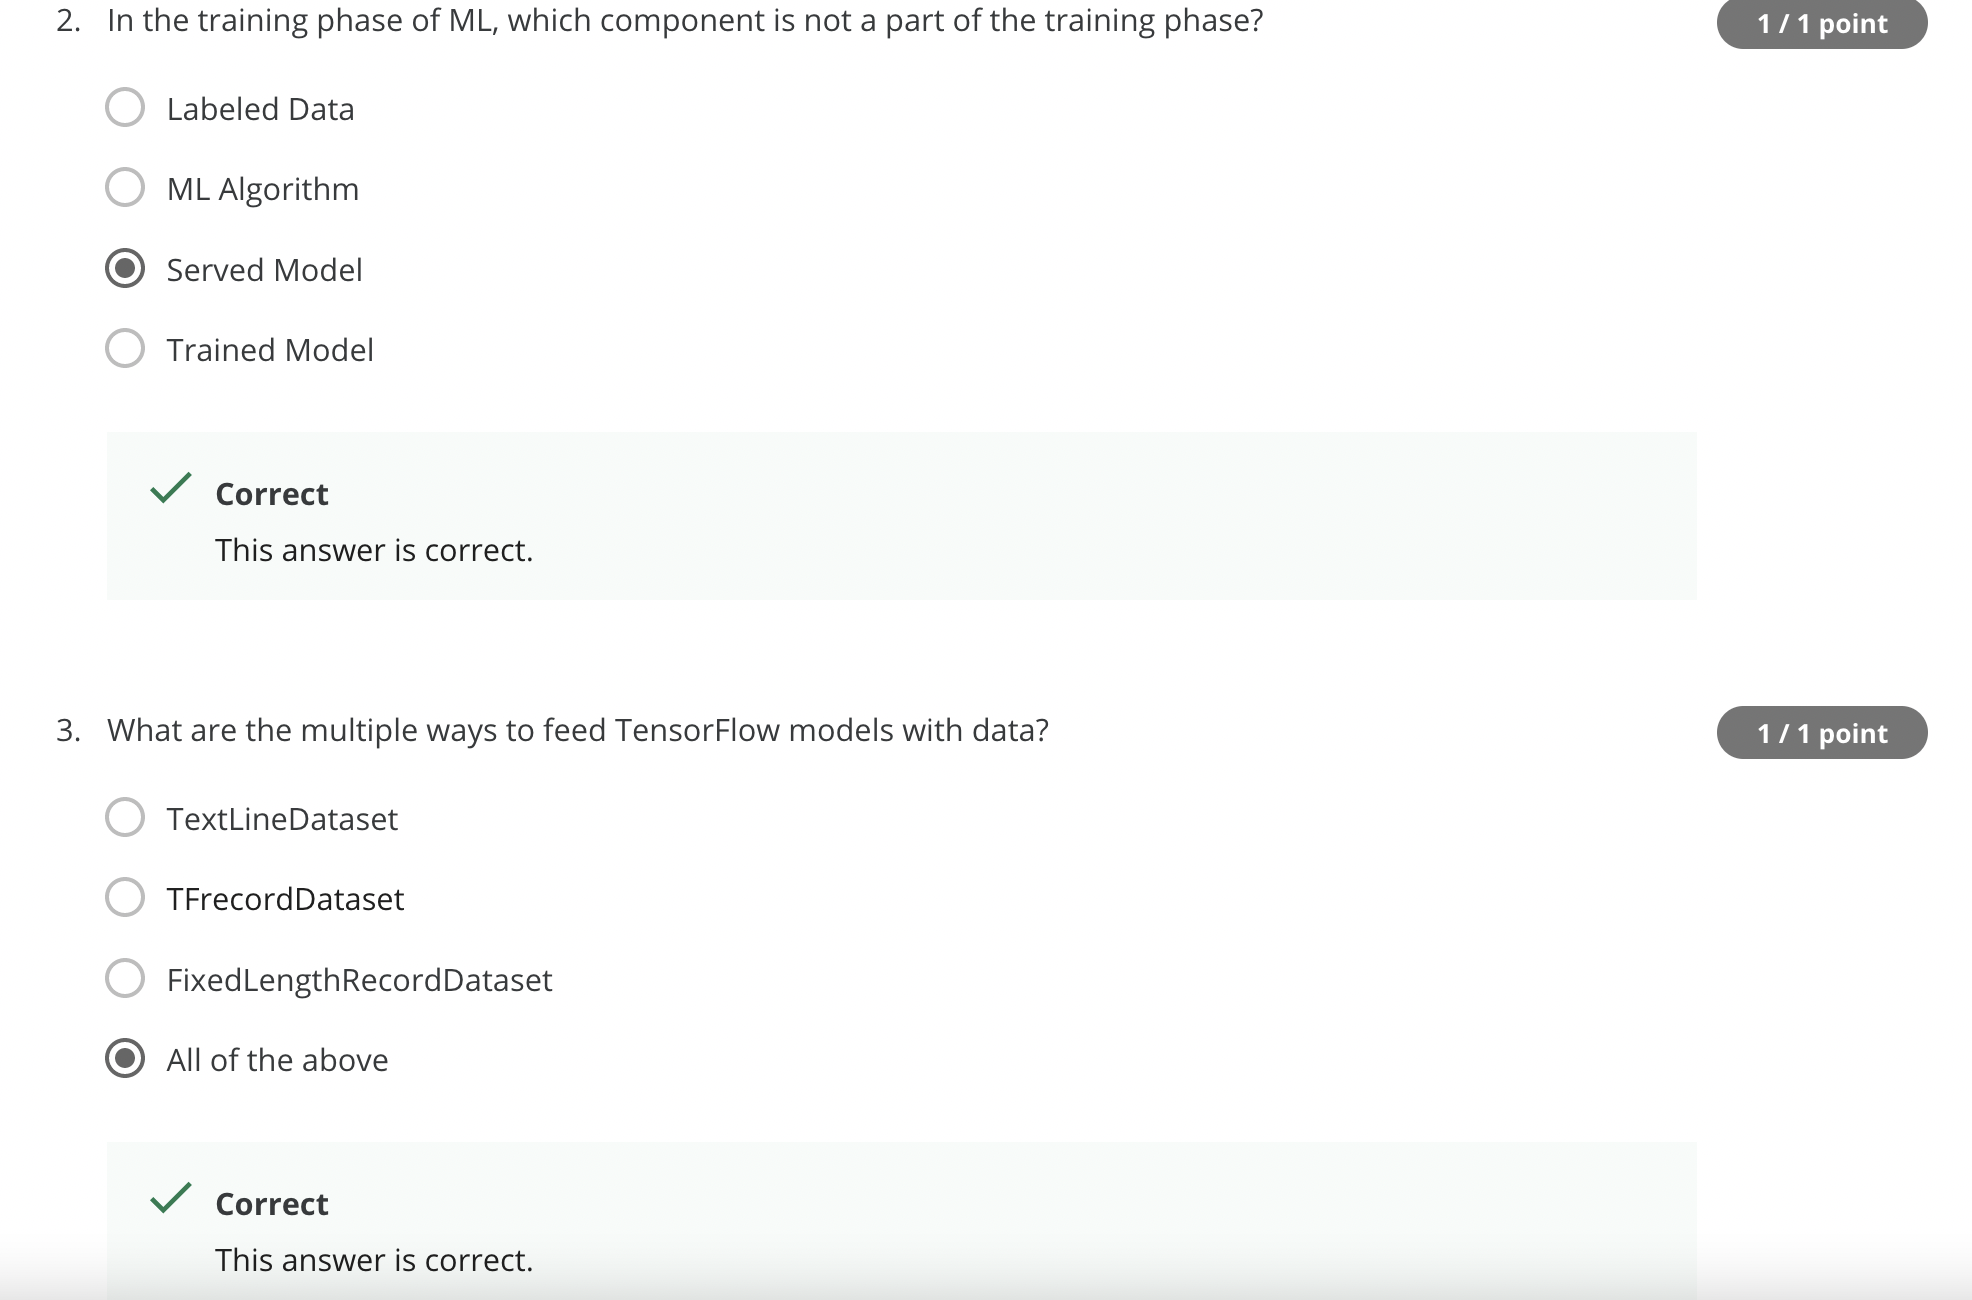 2. In the training phase of ML, which component is not a part of the training phase?
1 / 1 point
Labeled Data
ML Algorithm
Served Model
Trained Model
Correct
This answer is correct.
3. What are the multiple ways to feed TensorFlow models with data?
1 / 1 point
TextLineDataset
TFrecordDataset
FixedLengthRecordDataset
All of the above
Correct
This answer is correct.